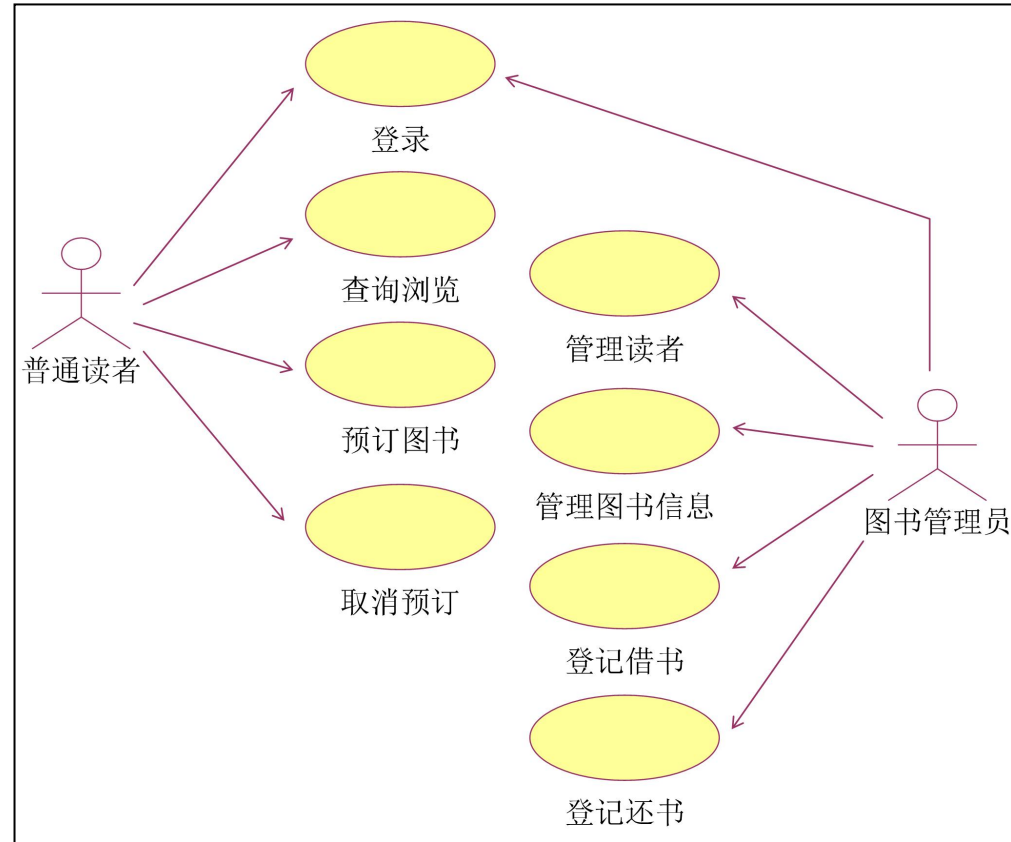 登录
查询浏览
管理读者
普通读者
预订图书
管理图书信息
图书管理员
取消预订
登记借书
登记还书